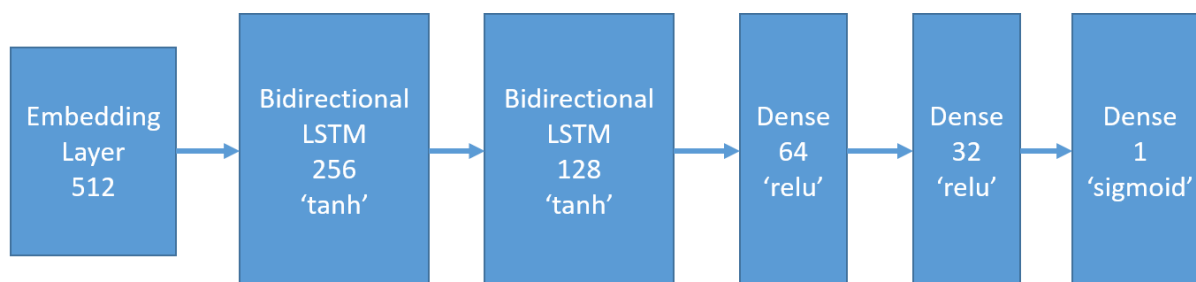 Embedding
Layer
512
Bidirectional
LSTM
256
‘tanh’
Bidirectional
LSTM
128
‘tanh’
Dense
64
‘relu’
Dense
32
‘relu’
Dense
1
‘sigmoid’